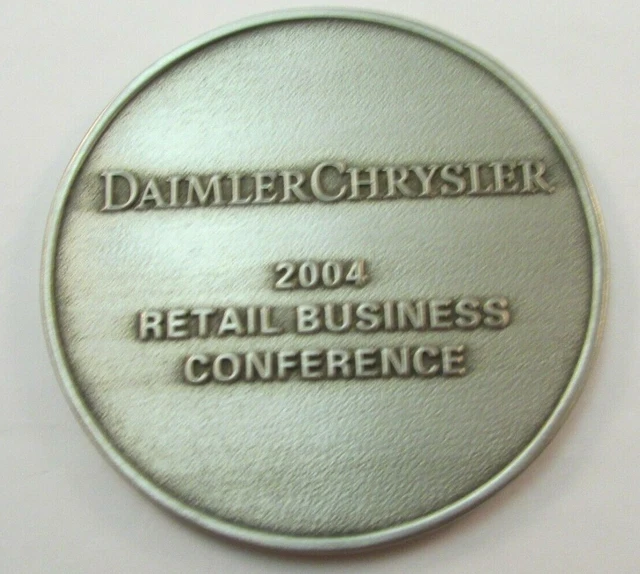 DAIMLERCHRYSLER
2004
RETAIL BUSINESS
CONFERENCE